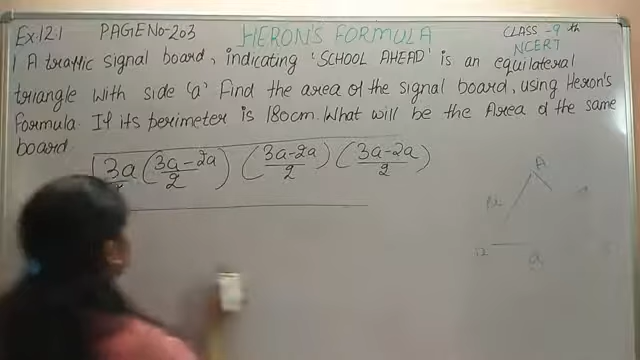 Ex.12.1 PAGENo-203 HERON'S FORMULA CLASS-9th
NCERT
1 A traffic signal board, indicating 'SCHOOL AHEAD' is an equilateral
triangle with side 'a' Find the area of the signal board, using Heron's
Formula. If its perimeter is 180cm. What will be the Area of the same
board.
√3a/2 (3a-2a/2) (3a-2a/2) (3a-2a/2)
A
a